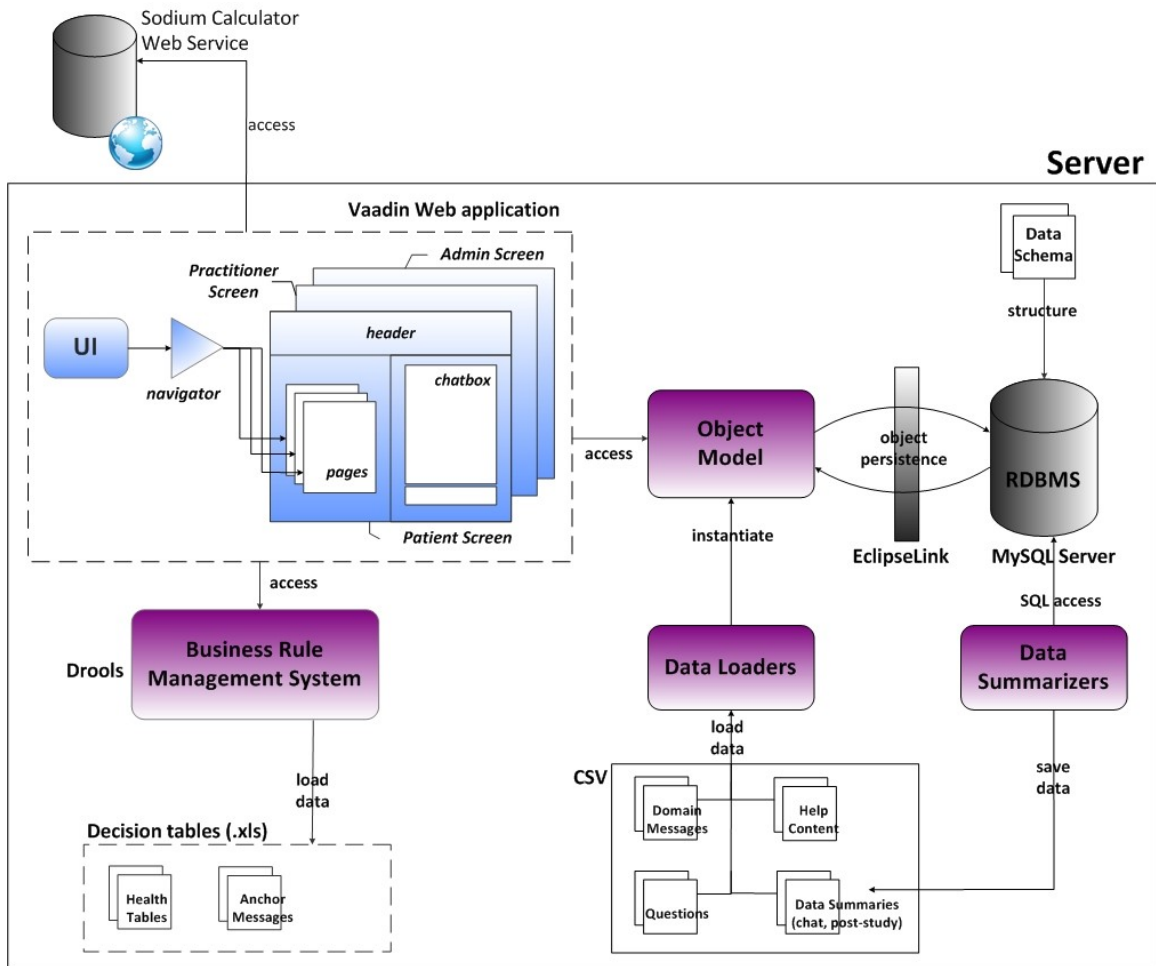 Sodium Calculator
Web Service
access
Server
Vaadin Web application
Data
Schema
Admin Screen
Practitioner
Screen
structure
header
UI
chatbox
navigator
pages
Patient Screen
access
Object
Model
object
persistence
RDBMS
instantiate
EclipseLink
MySQL Server
access
SQL access
Drools
Business Rule
Management System
Data Loaders
Data
Summarizers
load
data
load
data
save
data
CSV
Domain
Messages
Help
Content
Decision tables (.xls)
Health
Tables
Anchor
Messages
Questions
Data Summaries
(chat, post-study)